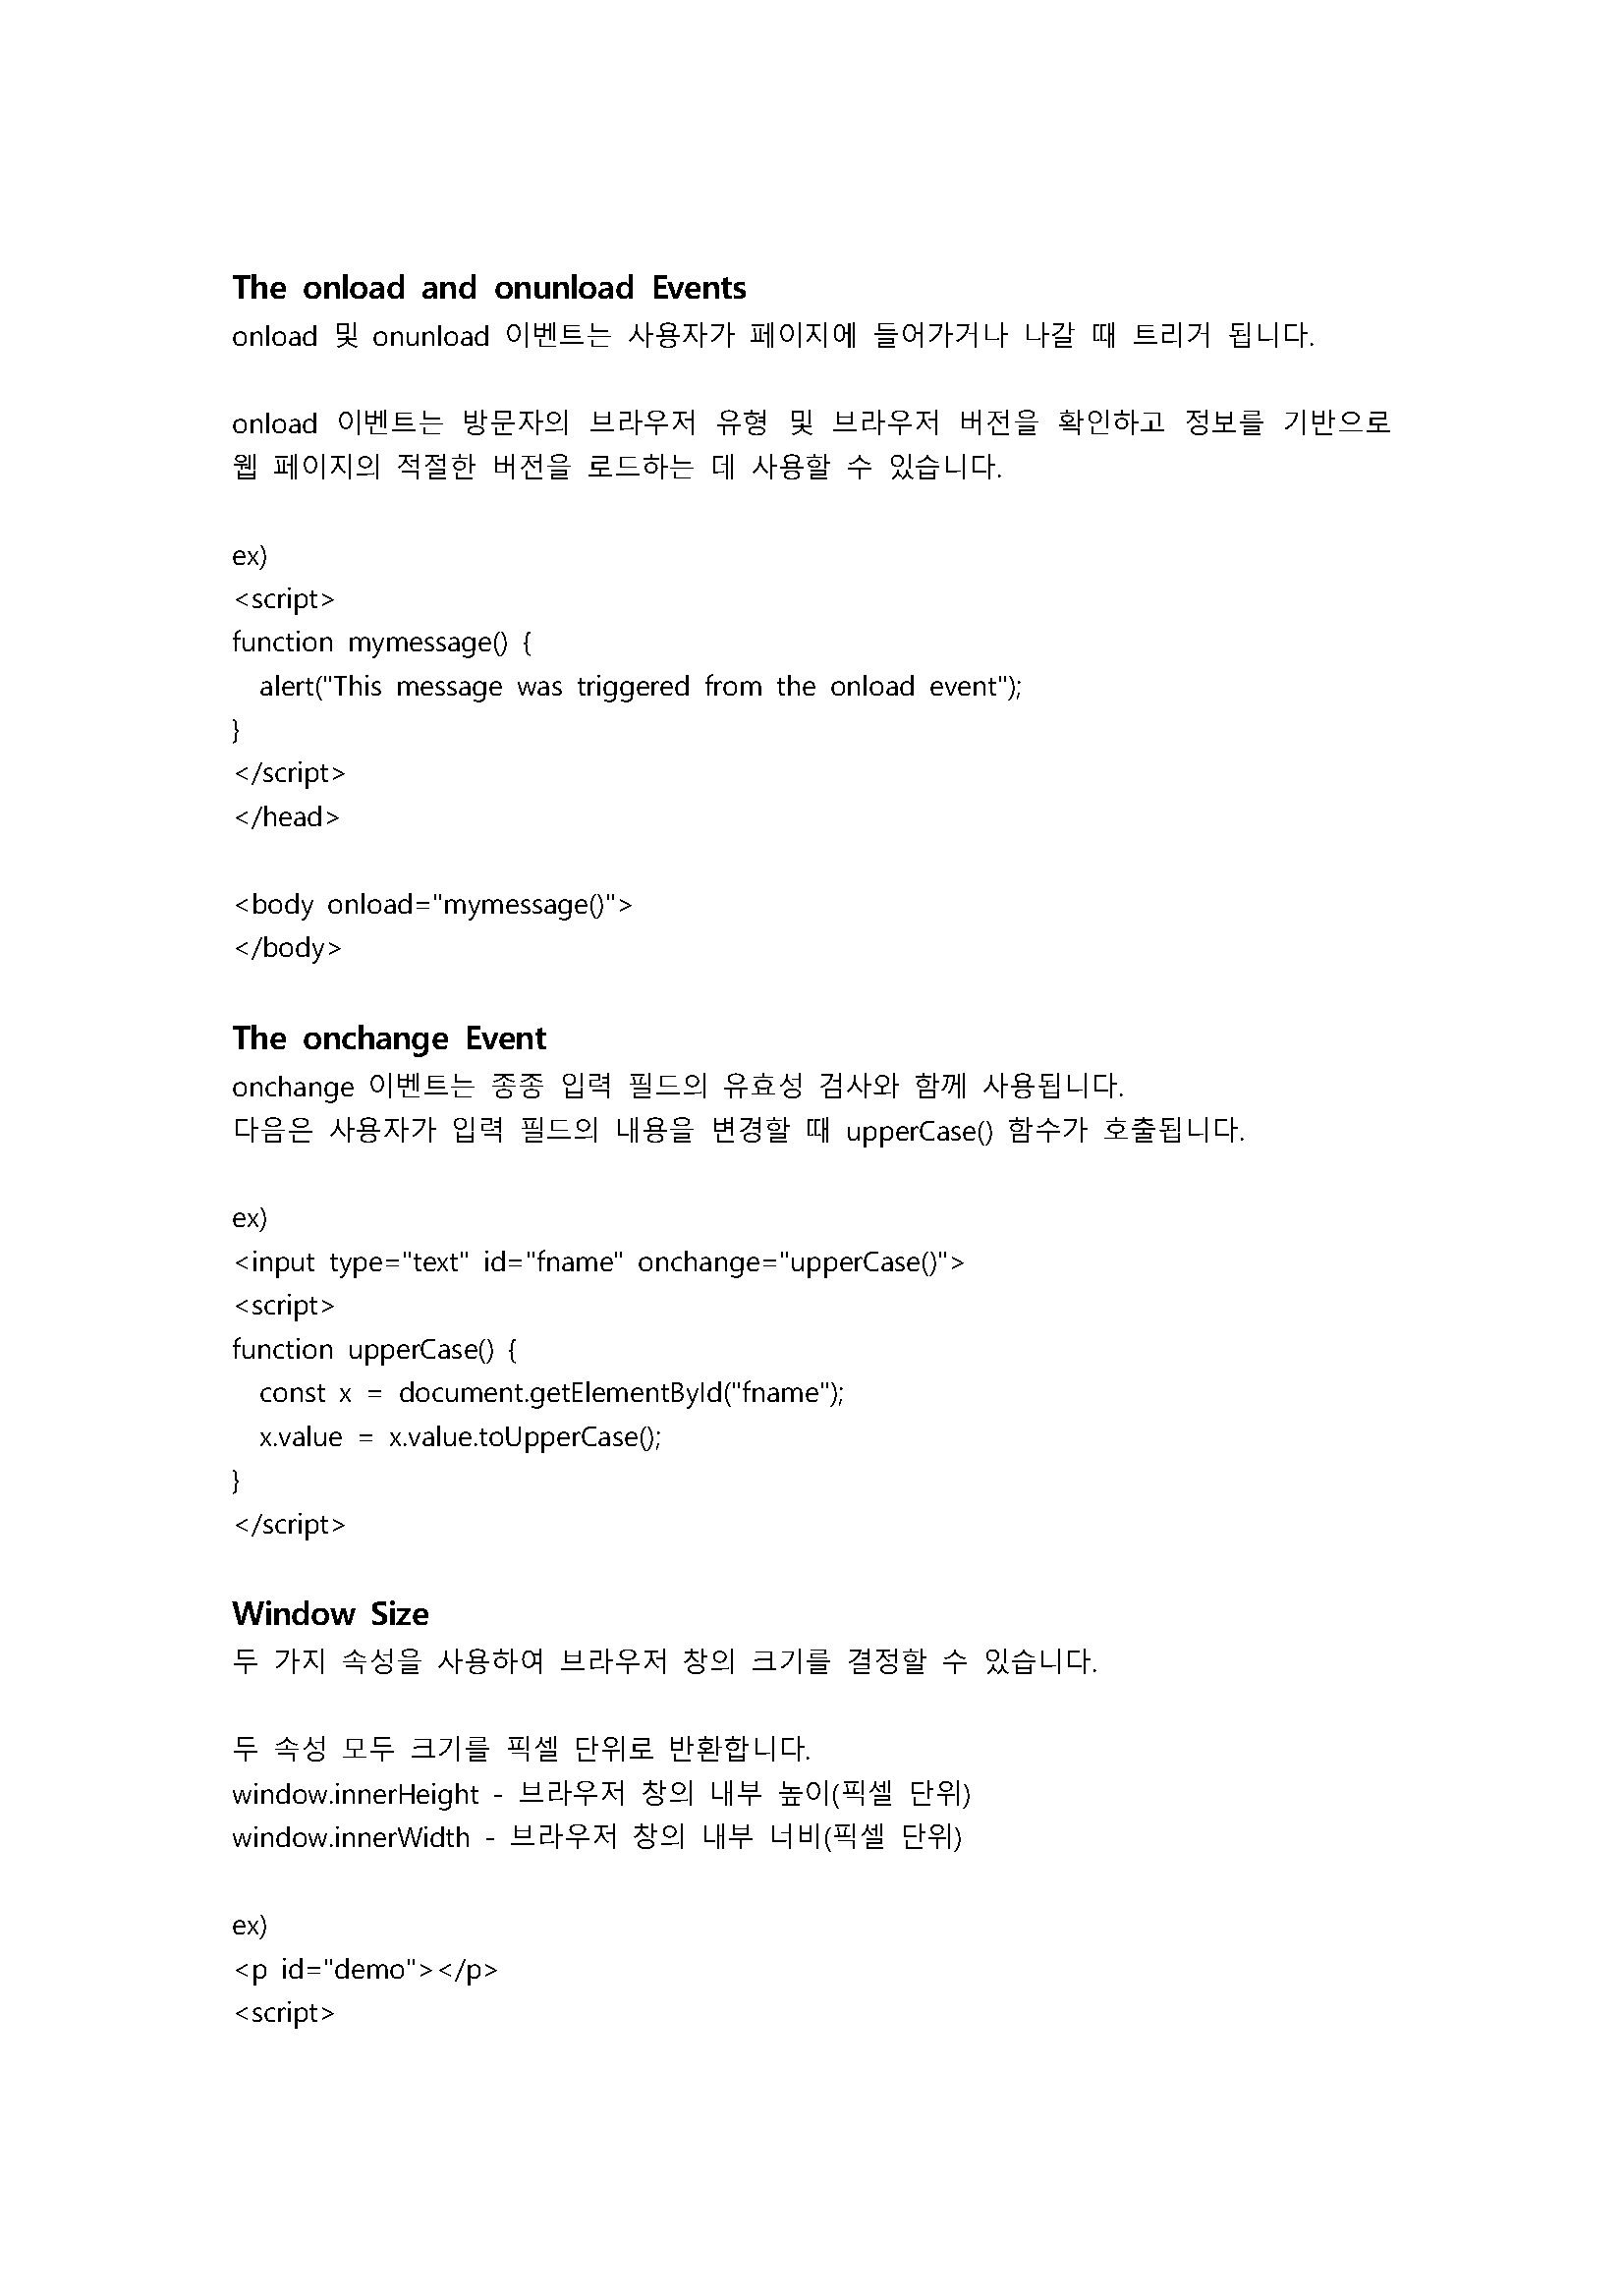 The onload and onunload Events
onload 및 onunload 이벤트는 사용자가 페이지에 들어가거나 나갈 때 트리거 됩니다.
onload 이벤트는 방문자의 브라우저 유형 및 브라우저 버전을 확인하고 정보를 기반으로
웹 페이지의 적절한 버전을 로드하는 데 사용할 수 있습니다.
ex)
<script>
function mymessage() {
  alert("This message was triggered from the onload event");
}
</script>
</head>
<body onload="mymessage()">
</body>
The onchange Event
onchange 이벤트는 종종 입력 필드의 유효성 검사와 함께 사용됩니다.
다음은 사용자가 입력 필드의 내용을 변경할 때 upperCase() 함수가 호출됩니다.
ex)
<input type="text" id="fname" onchange="upperCase()">
<script>
function upperCase() {
  const x = document.getElementById("fname");
  x.value = x.value.toUpperCase();
}
</script>
Window Size
두 가지 속성을 사용하여 브라우저 창의 크기를 결정할 수 있습니다.
두 속성 모두 크기를 픽셀 단위로 반환합니다.
window.innerHeight - 브라우저 창의 내부 높이(픽셀 단위)
window.innerWidth - 브라우저 창의 내부 너비(픽셀 단위)
ex)
<p id="demo"></p>
<script>